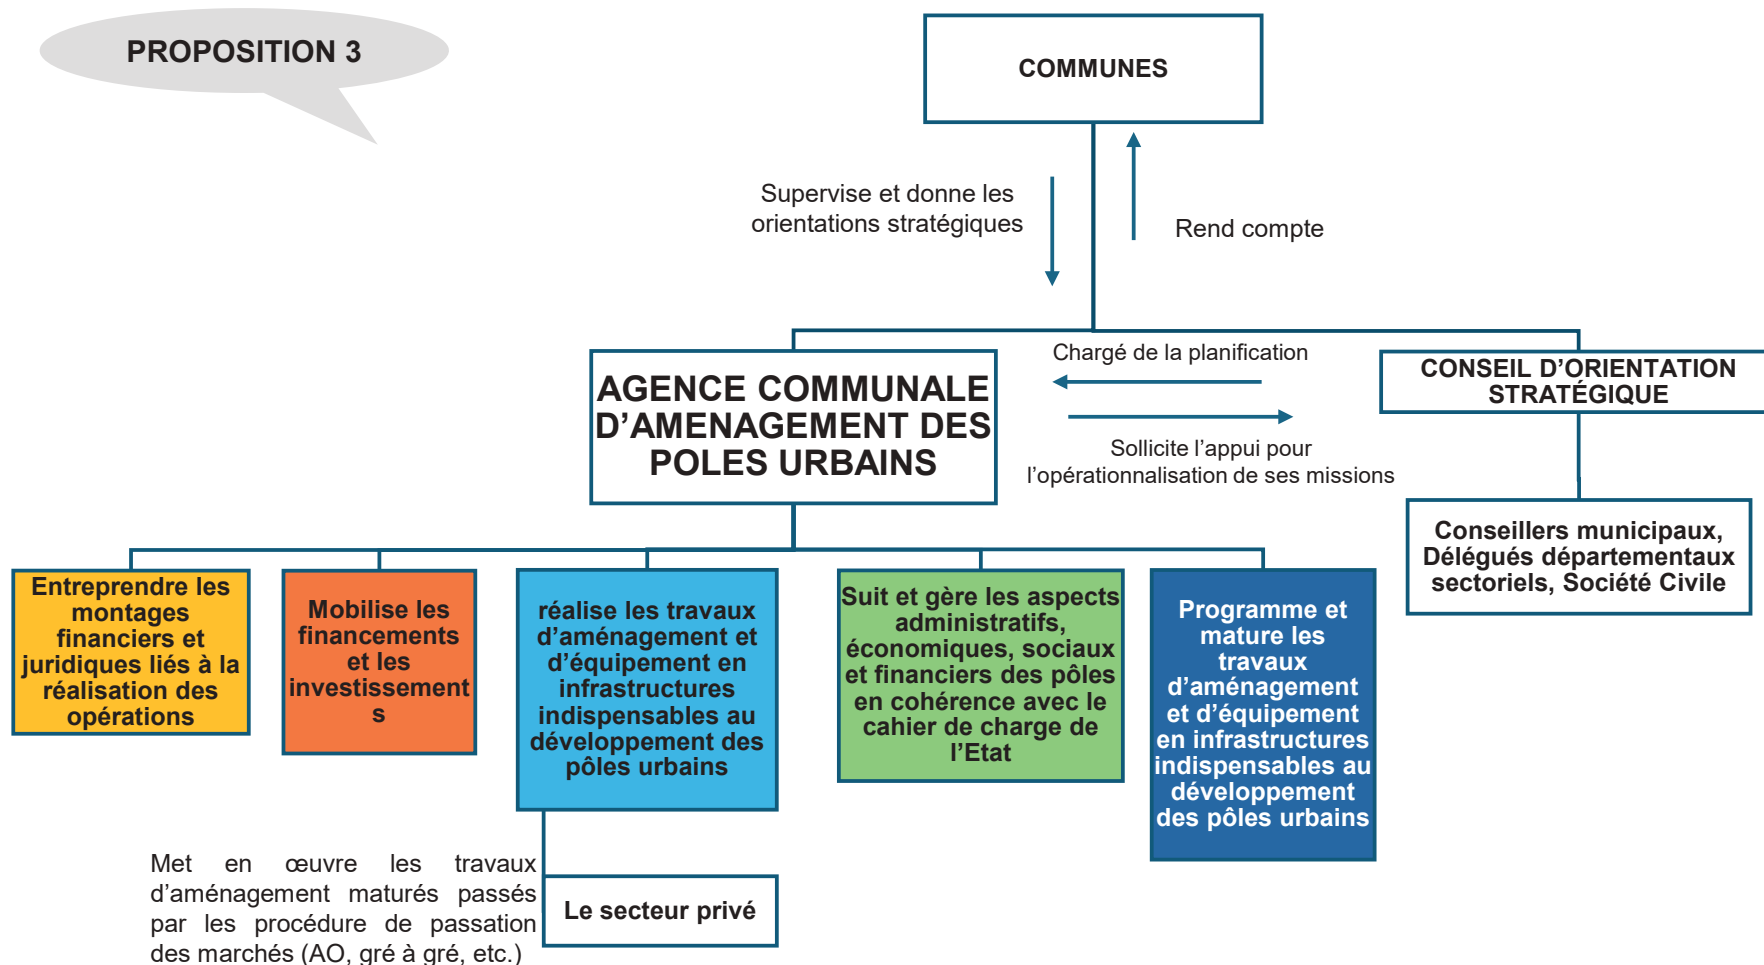 PROPOSITION 3
COMMUNES
Supervise et donne les
orientations stratégiques
Rend compte
AGENCE COMMUNALE
D’AMENAGEMENT DES
POLES URBAINS
Chargé de la planification
Sollicite l’appui pour
l’opérationnalisation de ses missions
CONSEIL D’ORIENTATION
STRATÉGIQUE
Conseillers municipaux,
Délégués départementaux
sectoriels, Société Civile
Entreprendre les
montages
financiers et
juridiques liés à la
réalisation des
opérations
Mobilise les
financements
et les
investissement
s
réalise les travaux
d’aménagement et
d’équipement en
infrastructures
indispensables au
développement des
pôles urbains
Suit et gère les aspects
administratifs,
économiques, sociaux
et financiers des pôles
en cohérence avec le
cahier de charge de
l’Etat
Programme et
mature les
travaux
d’aménagement
et d’équipement
en infrastructures
indispensables au
développement
des pôles urbains
Met en œuvre les travaux
d’aménagement maturés passés
par les procédure de passation
des marchés (AO, gré à gré, etc.)
Le secteur privé